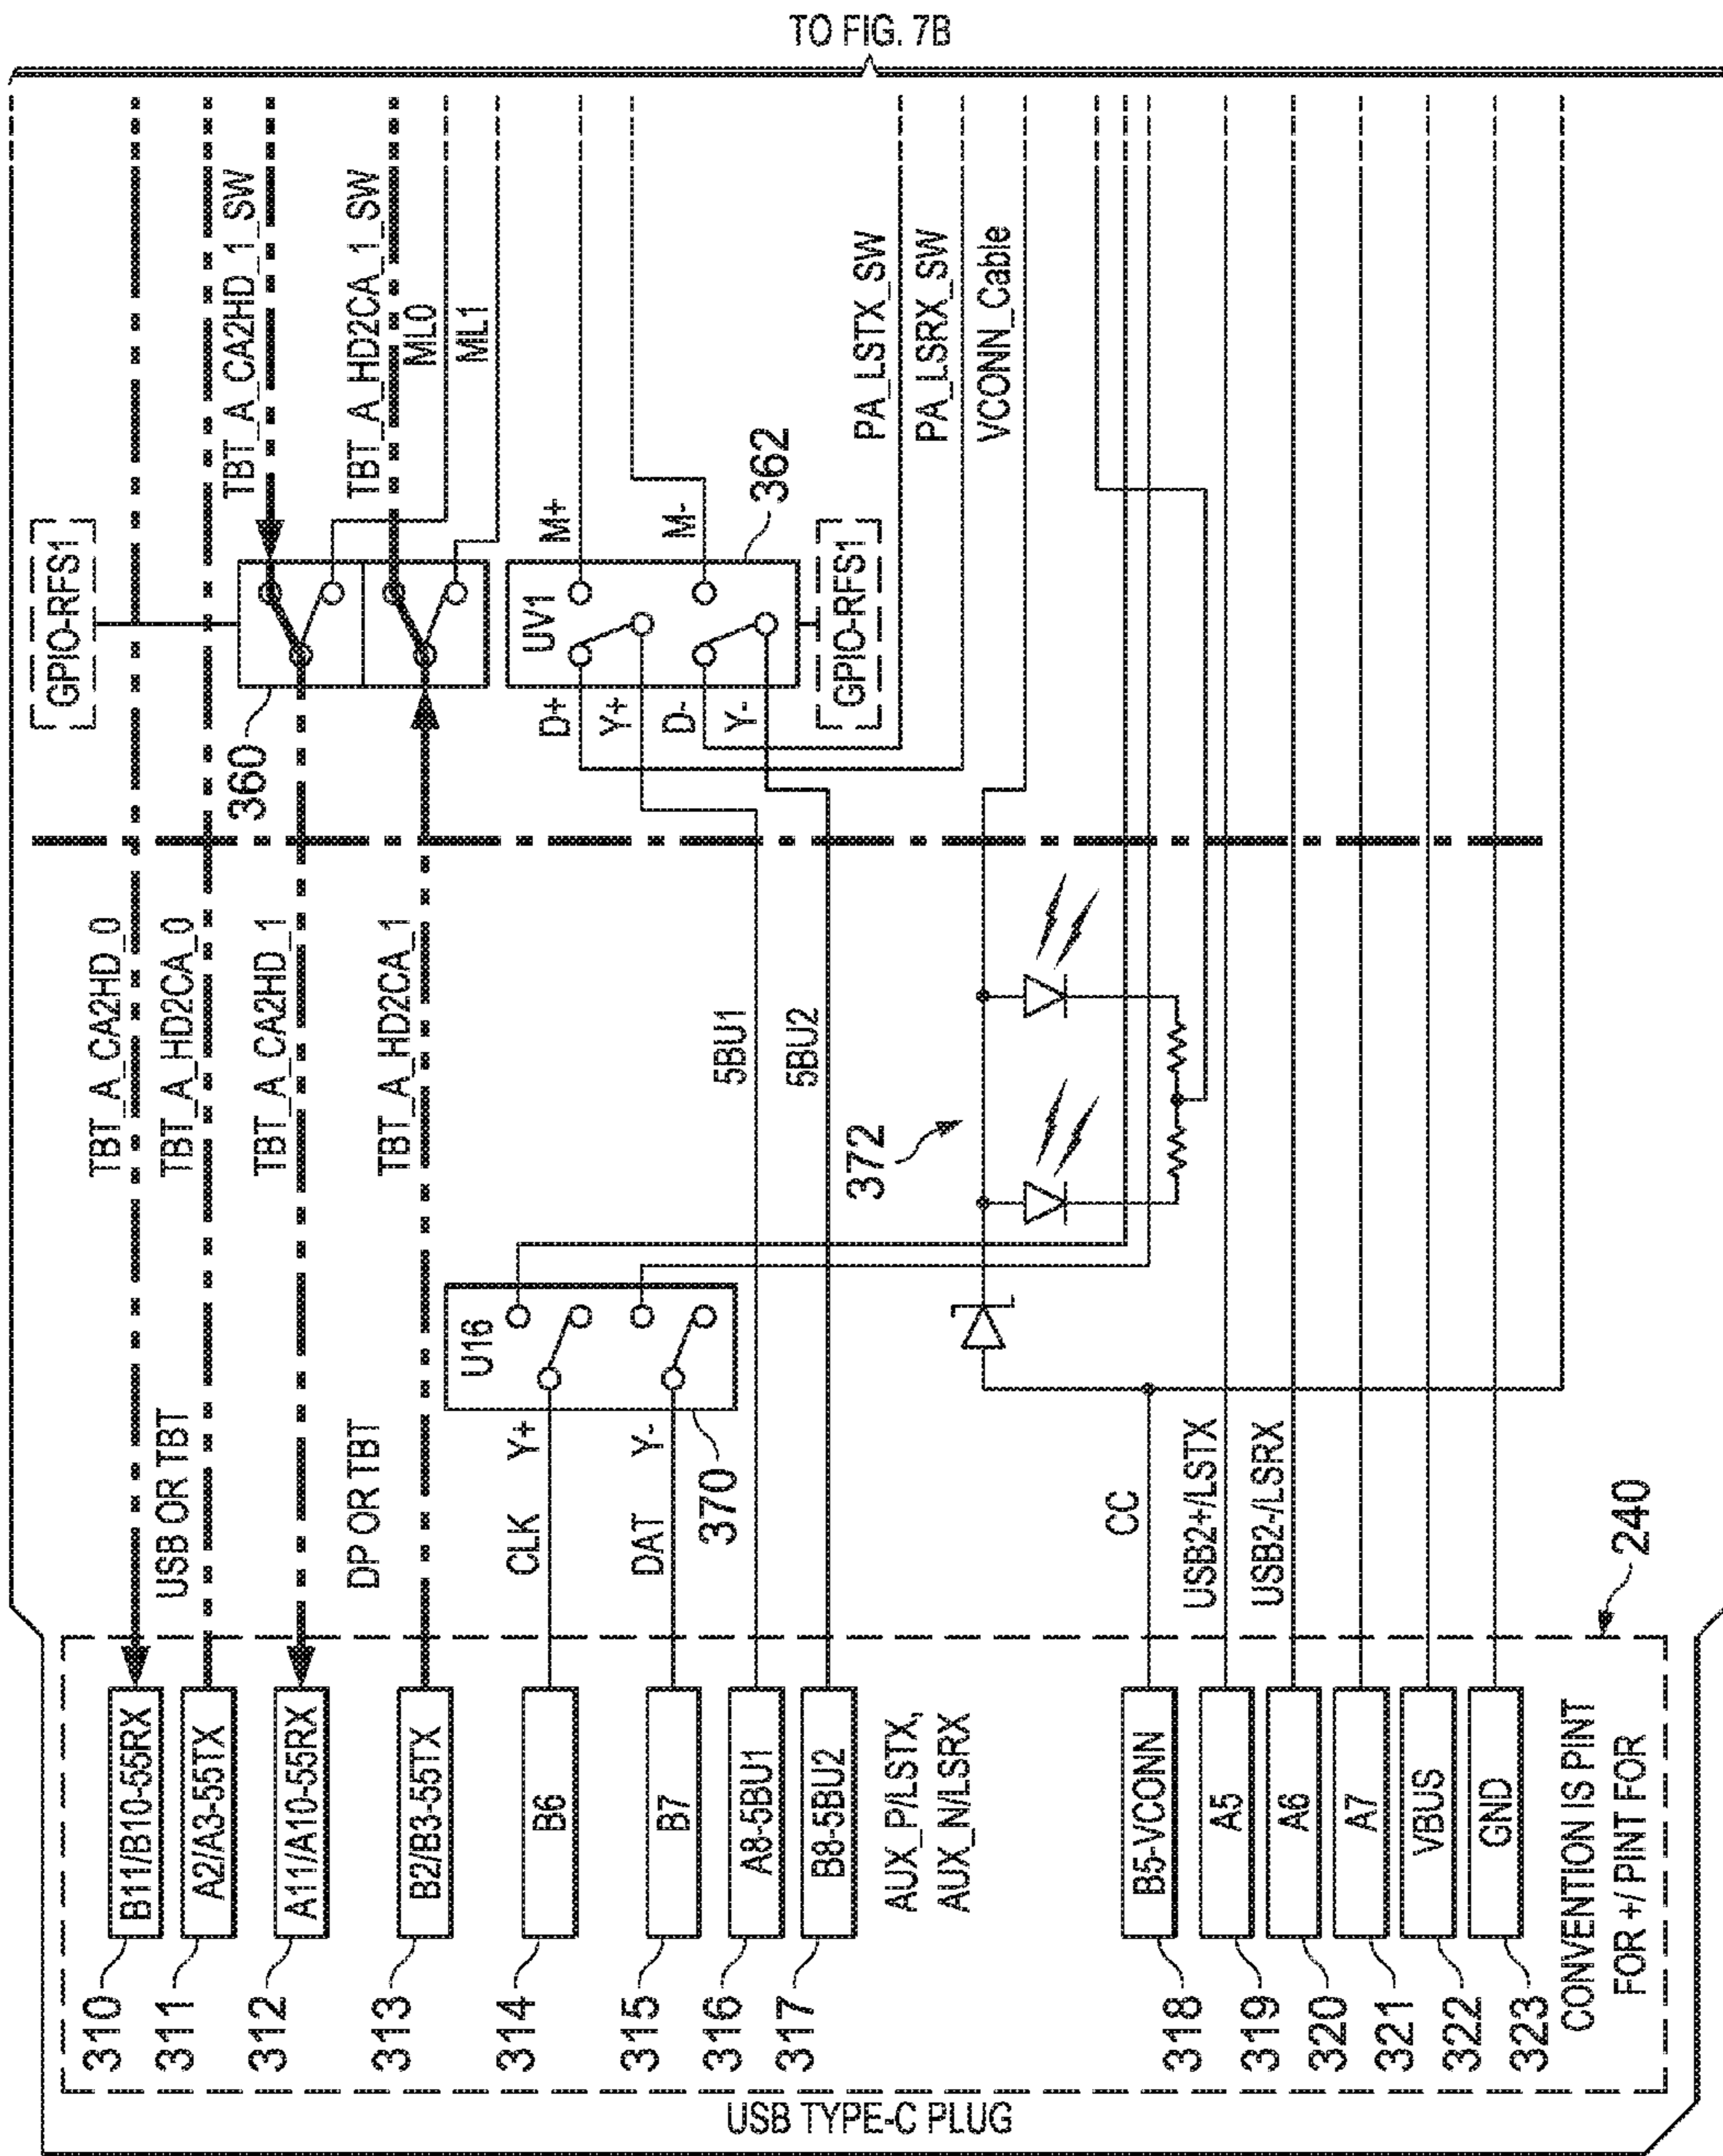 TO FIG. 7B
GPIO-RFS1
TBT_A_CA2HD_1_SW
TBT_A_HD2CA_1_SW
ML0
ML1
360
UV1
M+
M-
362
D+
Y+
D-
Y-
GPIO-RFS1
PA_LSTX_SW
PA_LSRX_SW
VCONN_Cable
TBT_A_CA2HD_0
TBT_A_HD2CA_0
TBT_A_CA2HD_1
TBT_A_HD2CA_1
5BU1
5BU2
372
USB OR TBT
DP OR TBT
U16
CLK
Y+
DAT
Y-
370
CC
USB2+/LSTX
USB2-/LSRX
240
310
B11/B10-55RX
311
A2/A3-55TX
312
A11/A10-55RX
313
B2/B3-55TX
314
B6
315
B7
316
A8-5BU1
317
B8-5BU2
AUX_P/LSTX,
AUX_N/LSRX
318
B5-VCONN
319
A5
320
A6
321
A7
322
VBUS
323
GND
CONVENTION IS PINT
FOR +/ PINT FOR
USB TYPE-C PLUG